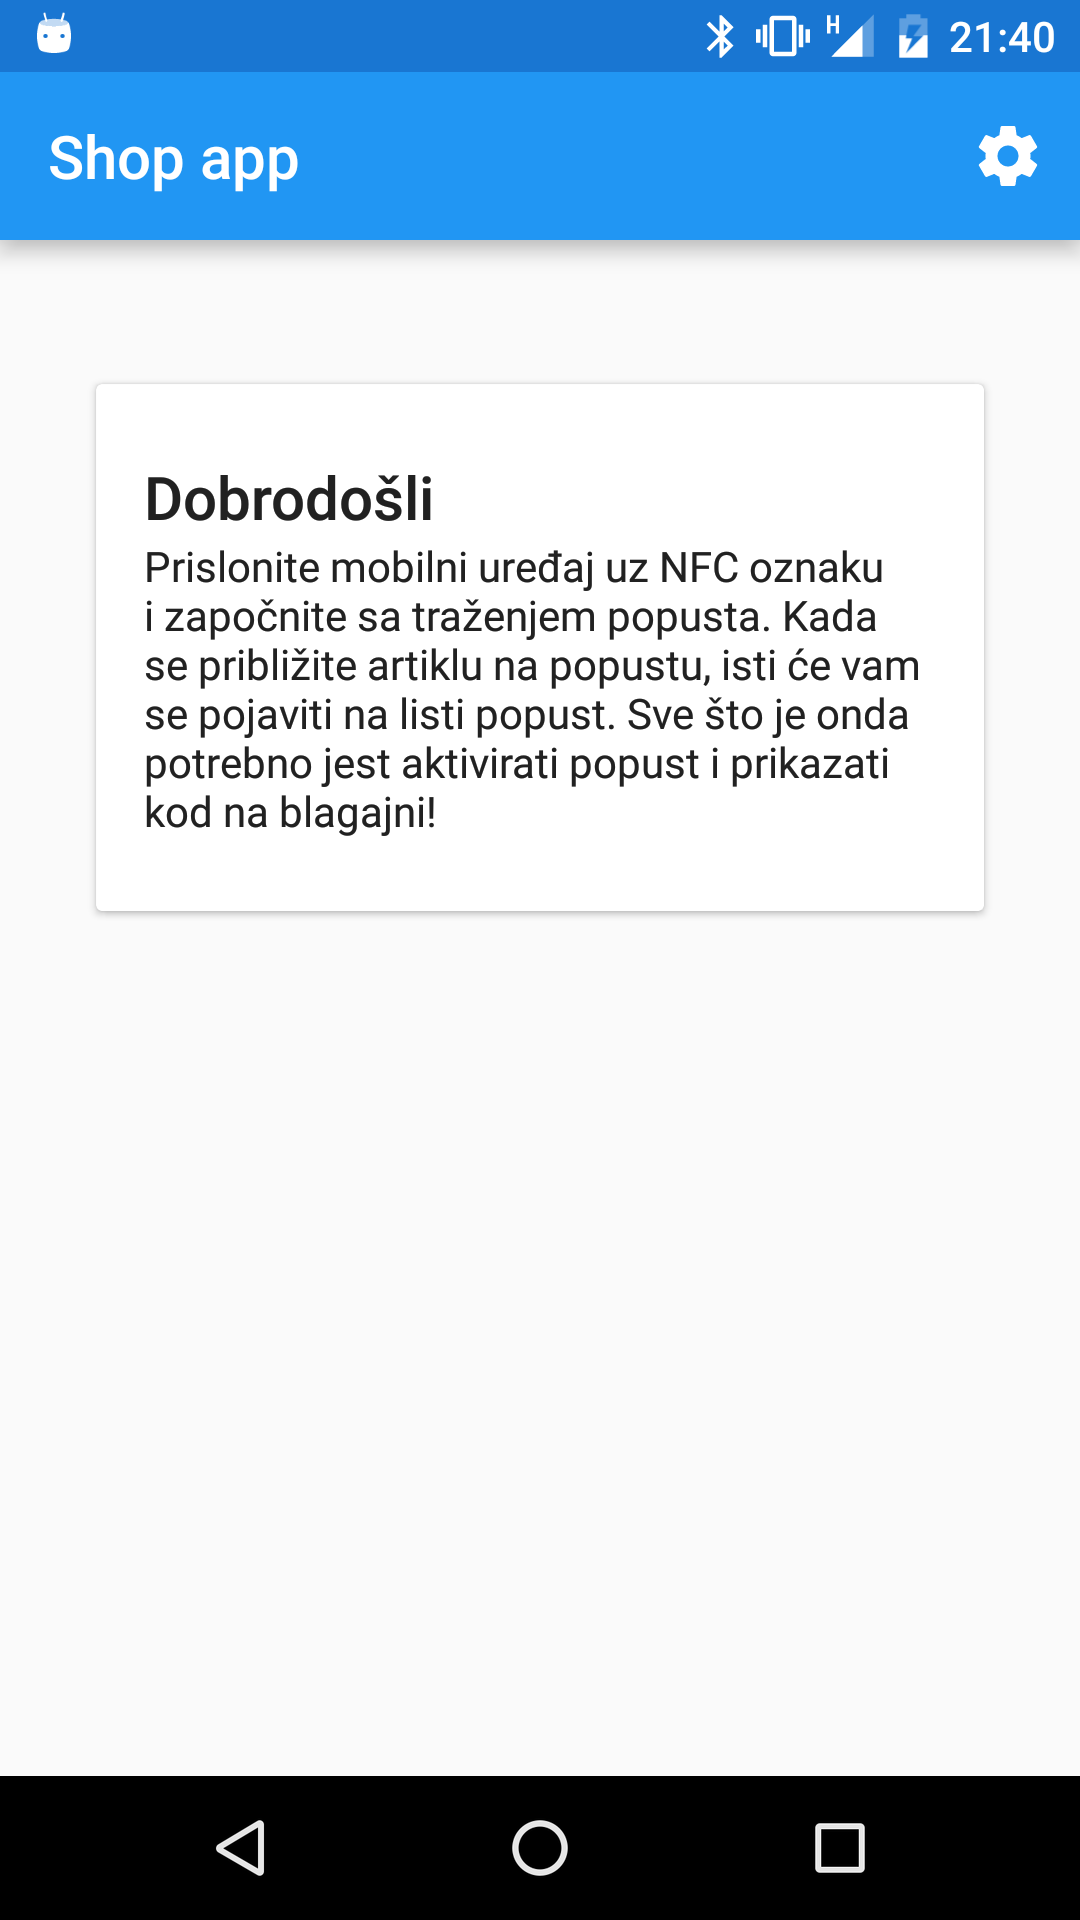 H 21:40
Shop app
Dobrodošli
Prislonite mobilni uređaj uz NFC oznaku
i započnite sa traženjem popusta. Kada
se približite artiklu na popustu, isti će vam
se pojaviti na listi popust. Sve što je onda
potrebno jest aktivirati popust i prikazati
kod na blagajni!